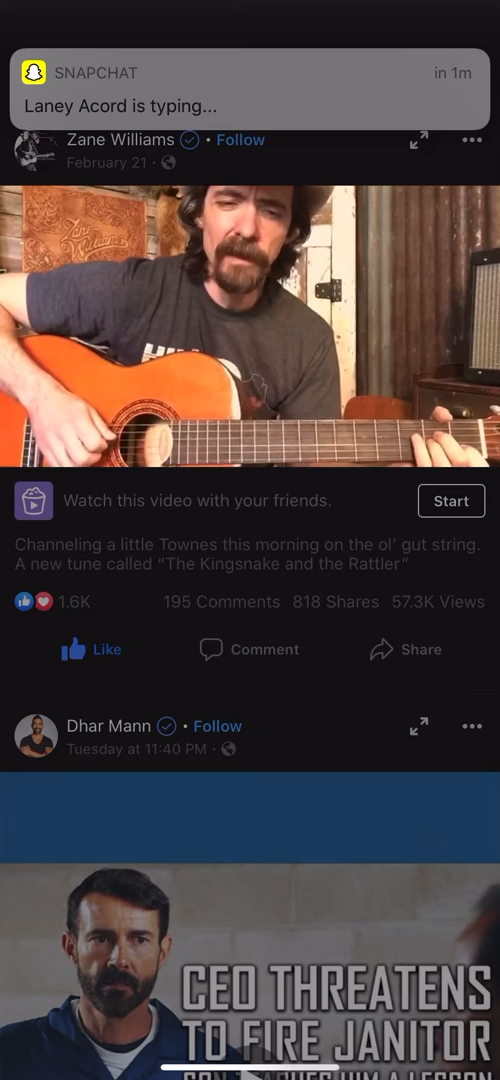 SNAPCHAT
in 1m
Laney Acord is typing...
Zane Williams • Follow
February 21 •
Zane
Williams
Watch this video with your friends.
Start
Channeling a little Townes this morning on the ol' gut string.
A new tune called “The Kingsnake and the Rattler”
1.6K
195 Comments 818 Shares 57.3K Views
Like
Comment
Share
Dhar Mann • Follow
Tuesday at 11:40 PM •
CEO THREATENS
TO FIRE JANITOR